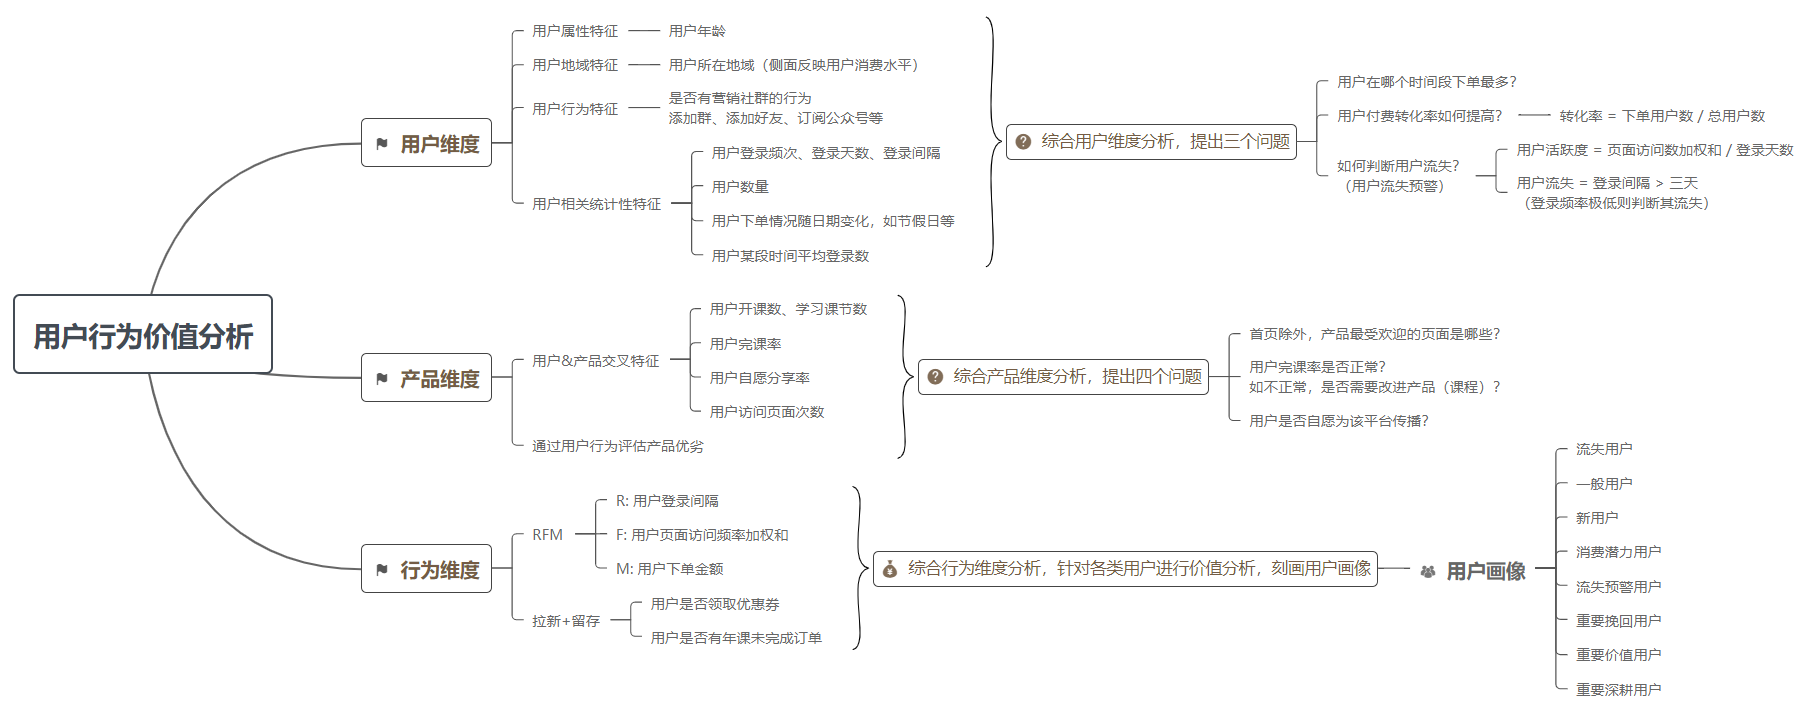 用户行为价值分析
用户维度
用户属性特征
用户年龄
用户地域特征
用户所在地域（侧面反映用户消费水平）
用户行为特征
是否有营销社群的行为
添加群、添加好友、订阅公众号等
用户相关统计性特征
用户登录频次、登录天数、登录间隔
用户数量
用户下单情况随日期变化，如节假日等
用户某段时间平均登录数
综合用户维度分析，提出三个问题
用户在哪个时间段下单最多？
用户付费转化率如何提高？
转化率 = 下单用户数 / 总用户数
如何判断用户流失？
（用户流失预警）
用户活跃度 = 页面访问数加权和 / 登录天数
用户流失 = 登录间隔 > 三天
（登录频率极低则判断其流失）
产品维度
用户&产品交叉特征
用户开课数、学习课节数
用户完课率
用户自愿分享率
用户访问页面次数
通过用户行为评估产品优劣
综合产品维度分析，提出四个问题
首页除外，产品最受欢迎的页面是哪些？
用户完课率是否正常？
如不正常，是否需要改进产品（课程）？
用户是否自愿为该平台传播？
行为维度
RFM
R: 用户登录间隔
F: 用户页面访问频率加权和
M: 用户下单金额
拉新+留存
用户是否领取优惠券
用户是否有年课未完成订单
综合行为维度分析，针对各类用户进行价值分析，刻画用户画像
用户画像
流失用户
一般用户
新用户
消费潜力用户
流失预警用户
重要挽回用户
重要价值用户
重要深耕用户